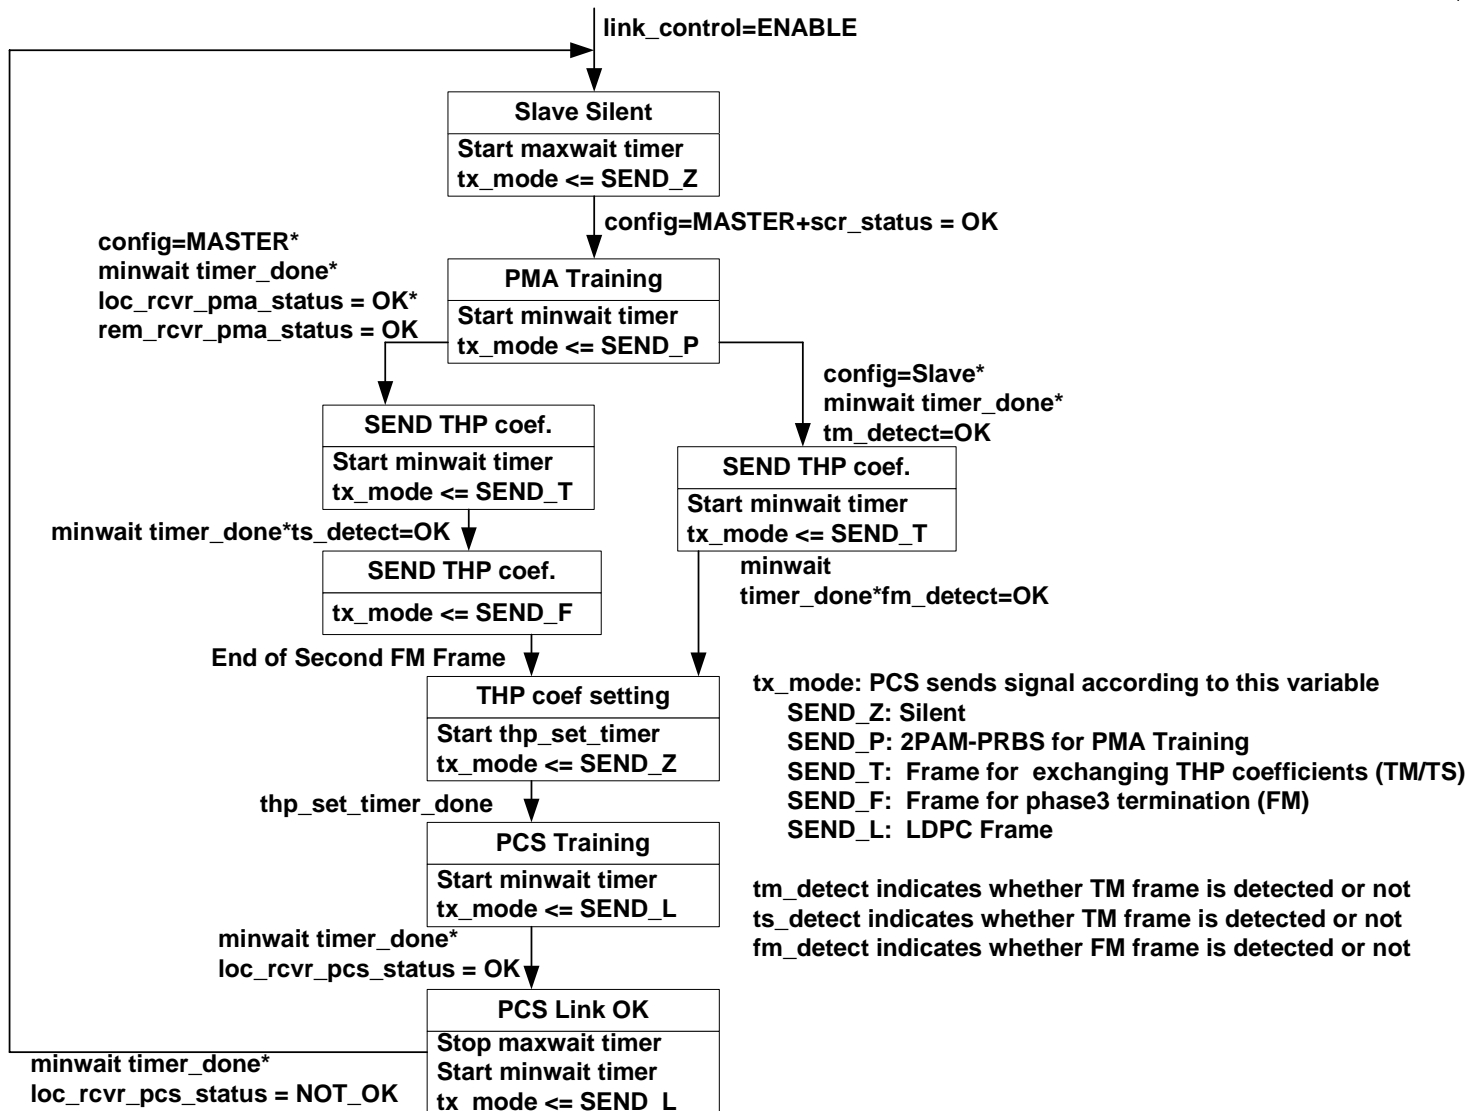 link_control=ENABLE
Slave Silent
Start maxwait timer
tx_mode <= SEND_Z
config=MASTER+scr_status = OK
config=MASTER*
minwait timer_done*
loc_rcvr_pma_status = OK*
rem_rcvr_pma_status = OK
PMA Training
Start minwait timer
tx_mode <= SEND_P
config=Slave*
minwait timer_done*
tm_detect=OK
SEND THP coef.
Start minwait timer
tx_mode <= SEND_T
SEND THP coef.
Start minwait timer
tx_mode <= SEND_T
minwait timer_done*ts_detect=OK
SEND THP coef.
tx_mode <= SEND_F
minwait
timer_done*fm_detect=OK
End of Second FM Frame
THP coef setting
Start thp_set_timer
tx_mode <= SEND_Z
thp_set_timer_done
PCS Training
Start minwait timer
tx_mode <= SEND_L
minwait timer_done*
loc_rcvr_pcs_status = OK
PCS Link OK
Stop maxwait timer
Start minwait timer
tx_mode <= SEND_L
minwait timer_done*
loc_rcvr_pcs_status = NOT_OK
tx_mode: PCS sends signal according to this variable
SEND_Z: Silent
SEND_P: 2PAM-PRBS for PMA Training
SEND_T: Frame for exchanging THP coefficients (TM/TS)
SEND_F: Frame for phase3 termination (FM)
SEND_L: LDPC Frame
tm_detect indicates whether TM frame is detected or not
ts_detect indicates whether TM frame is detected or not
fm_detect indicates whether FM frame is detected or not